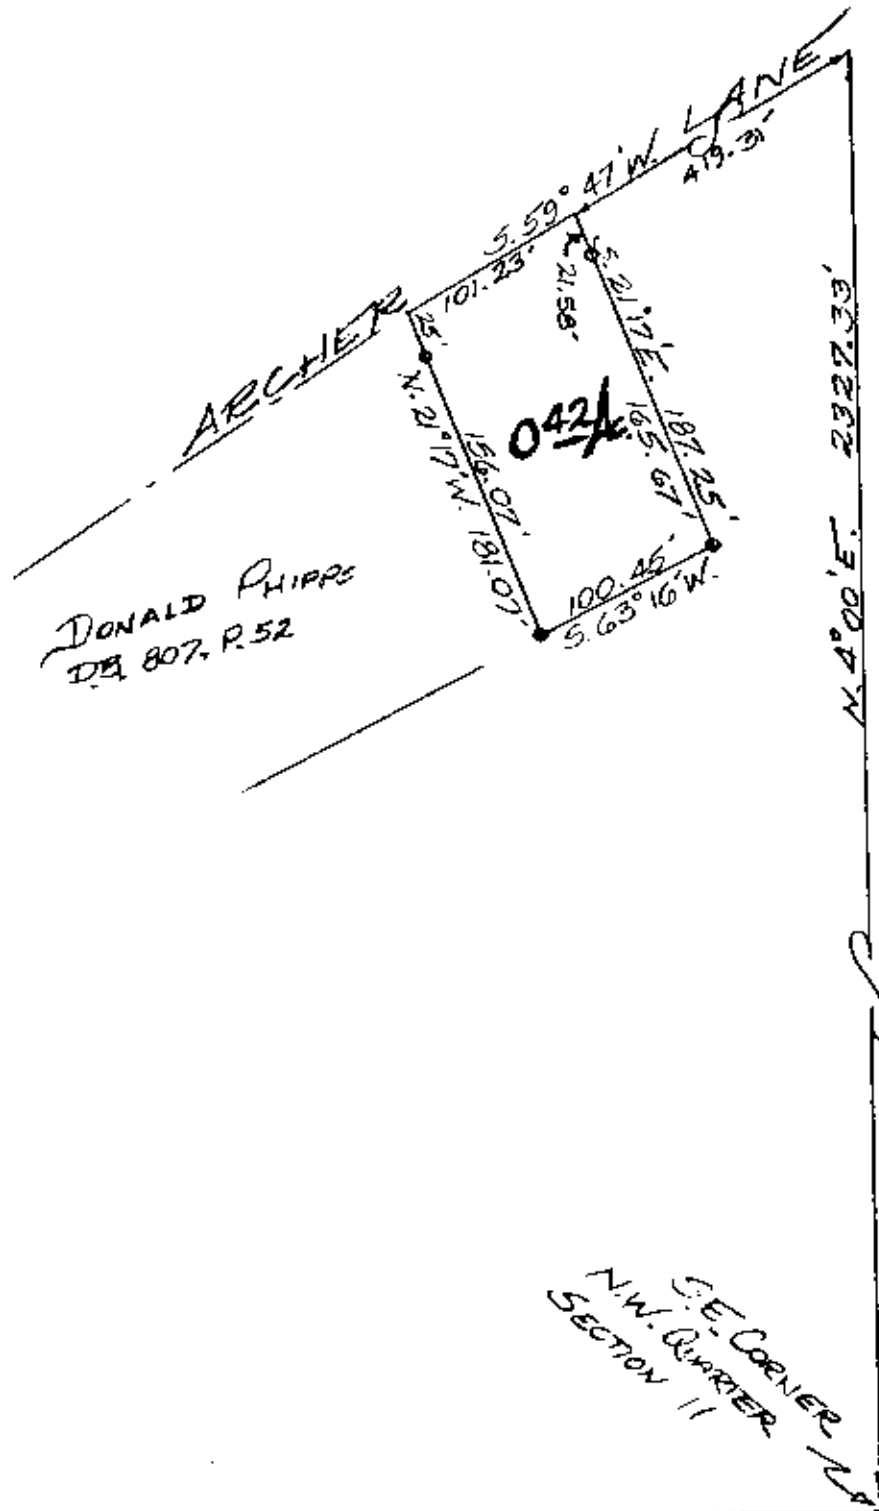 ARCHER LANE
S. 59° 47' W.
419.31'
101.23'
25'
21.58'
S. 21° 17' E. 187.25'
165.67'
0.42 Ac.
N. 21° 17' W. 181.07'
156.07'
100.45'
S. 63° 16' W.
N. 4° 00' E. 2327.33'
DONALD PHIPPS
DB 807, P. 52
S.E. CORNER
N.W. QUARTER
SECTION 11